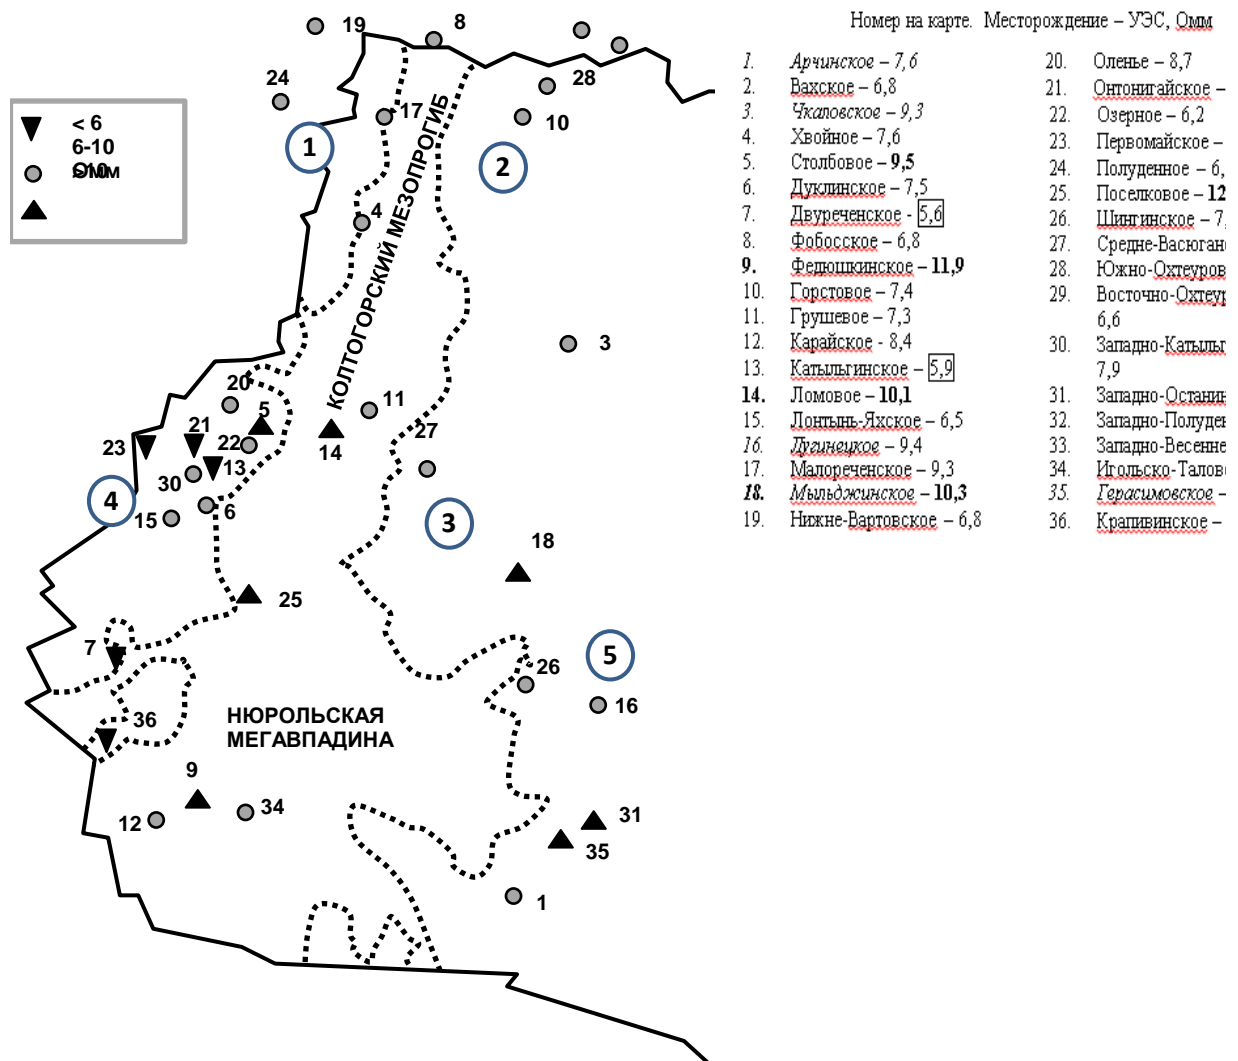 Номер на карте. Месторождение – УЭС, Омм
1. Арчинское – 7,6
2. Вахское – 6,8
3. Чкаловское – 9,3
4. Хвойное – 7,6
5. Столбовое – 9,5
6. Дуклинское – 7,5
7. Двуреченское - 5,6
8. Фобосское – 6,8
9. Федюшкинское – 11,9
10. Горстовое – 7,4
11. Грушевое – 7,3
12. Карайское - 8,4
13. Катыльгинское – 5,9
14. Ломовое – 10,1
15. Лонтынь-Яхское – 6,5
16. Лугинецкое – 9,4
17. Малореченское – 9,3
18. Мыльджинское – 10,3
19. Нижне-Вартовское – 6,8
20. Оленье – 8,7
21. Онтонигайское –
22. Озерное – 6,2
23. Первомайское –
24. Полуденное – 6,
25. Поселковое – 12
26. Шингинское – 7,
27. Средне-Васюган
28. Южно-Охтеуров
29. Восточно-Охтеур
6,6
30. Западно-Катыльг
7,9
31. Западно-Останин
32. Западно-Полуден
33. Западно-Весенне
34. Игольско-Талов
35. Герасимовское –
36. Крапивинское –
< 6
6-10
Омм
>10
19
8
24
28
17
10
1
2
4
КОЛТОГОРСКИЙ МЕЗОПРОГИБ
3
20
11
5
21
23
22
27
14
13
30
4
6
15
3
18
25
7
5
26
16
36
НЮРОЛЬСКАЯ
МЕГАВПАДИНА
9
34
12
31
35
1